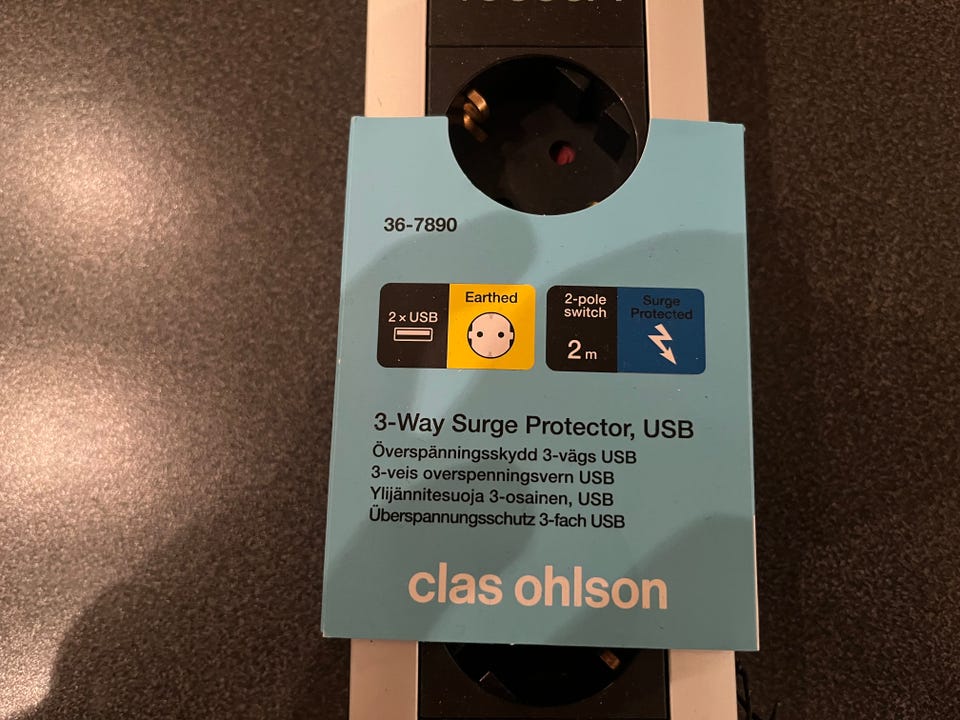 36-7890
2 × USB
Earthed
2-pole
switch
2 m
Surge
Protected
3-Way Surge Protector, USB
Överspänningsskydd 3-vägs USB
3-veis overspenningsvern USB
Ylijännitesuoja 3-osainen, USB
Überspannungsschutz 3-fach USB
clas ohlson